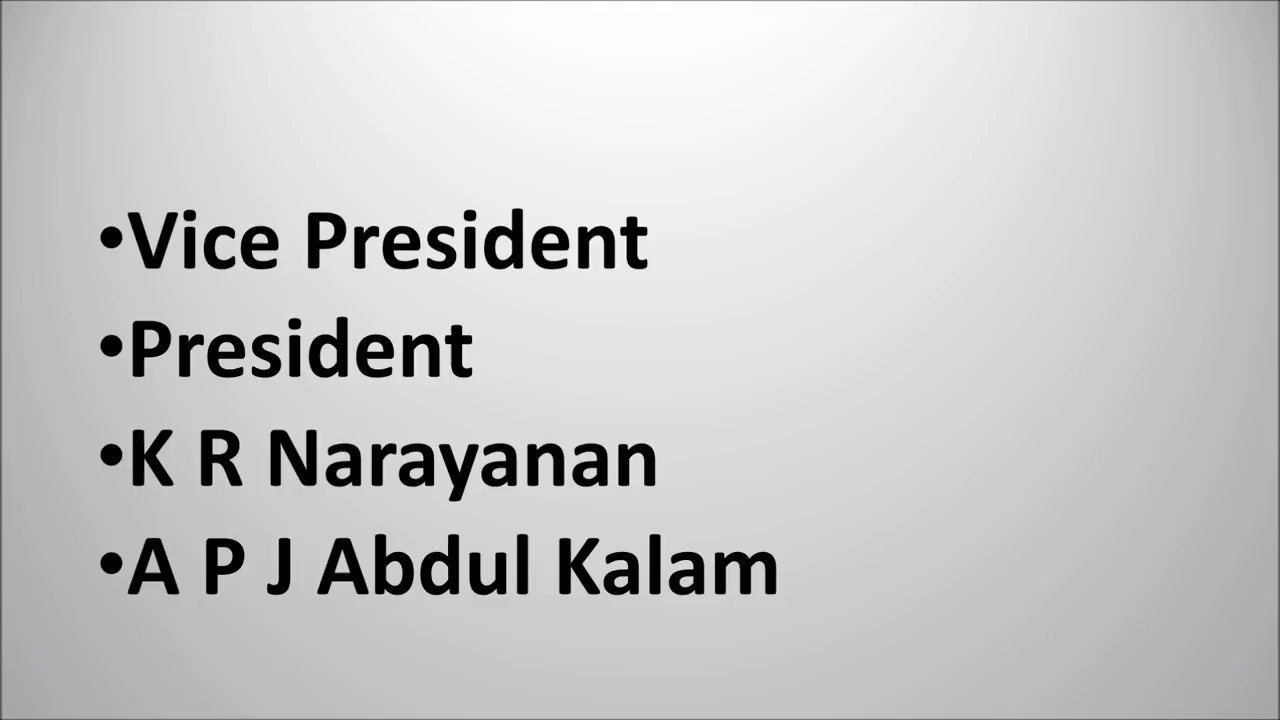 •Vice President
•President
•K R Narayanan
•A P J Abdul Kalam